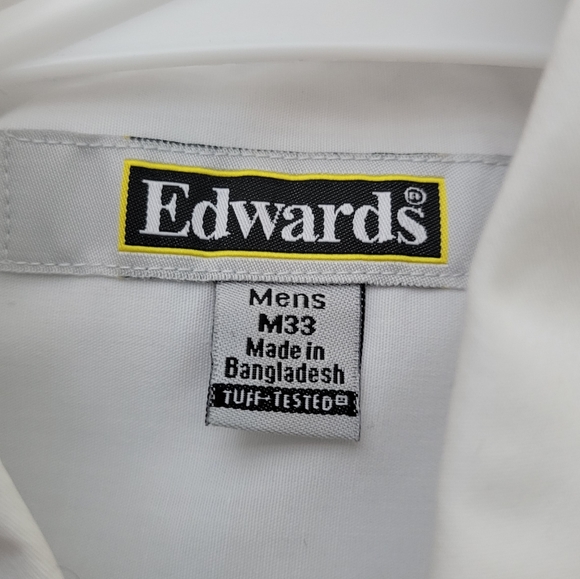 Edwards®
Mens
M33
Made in
Bangladesh
TUFF-TESTED